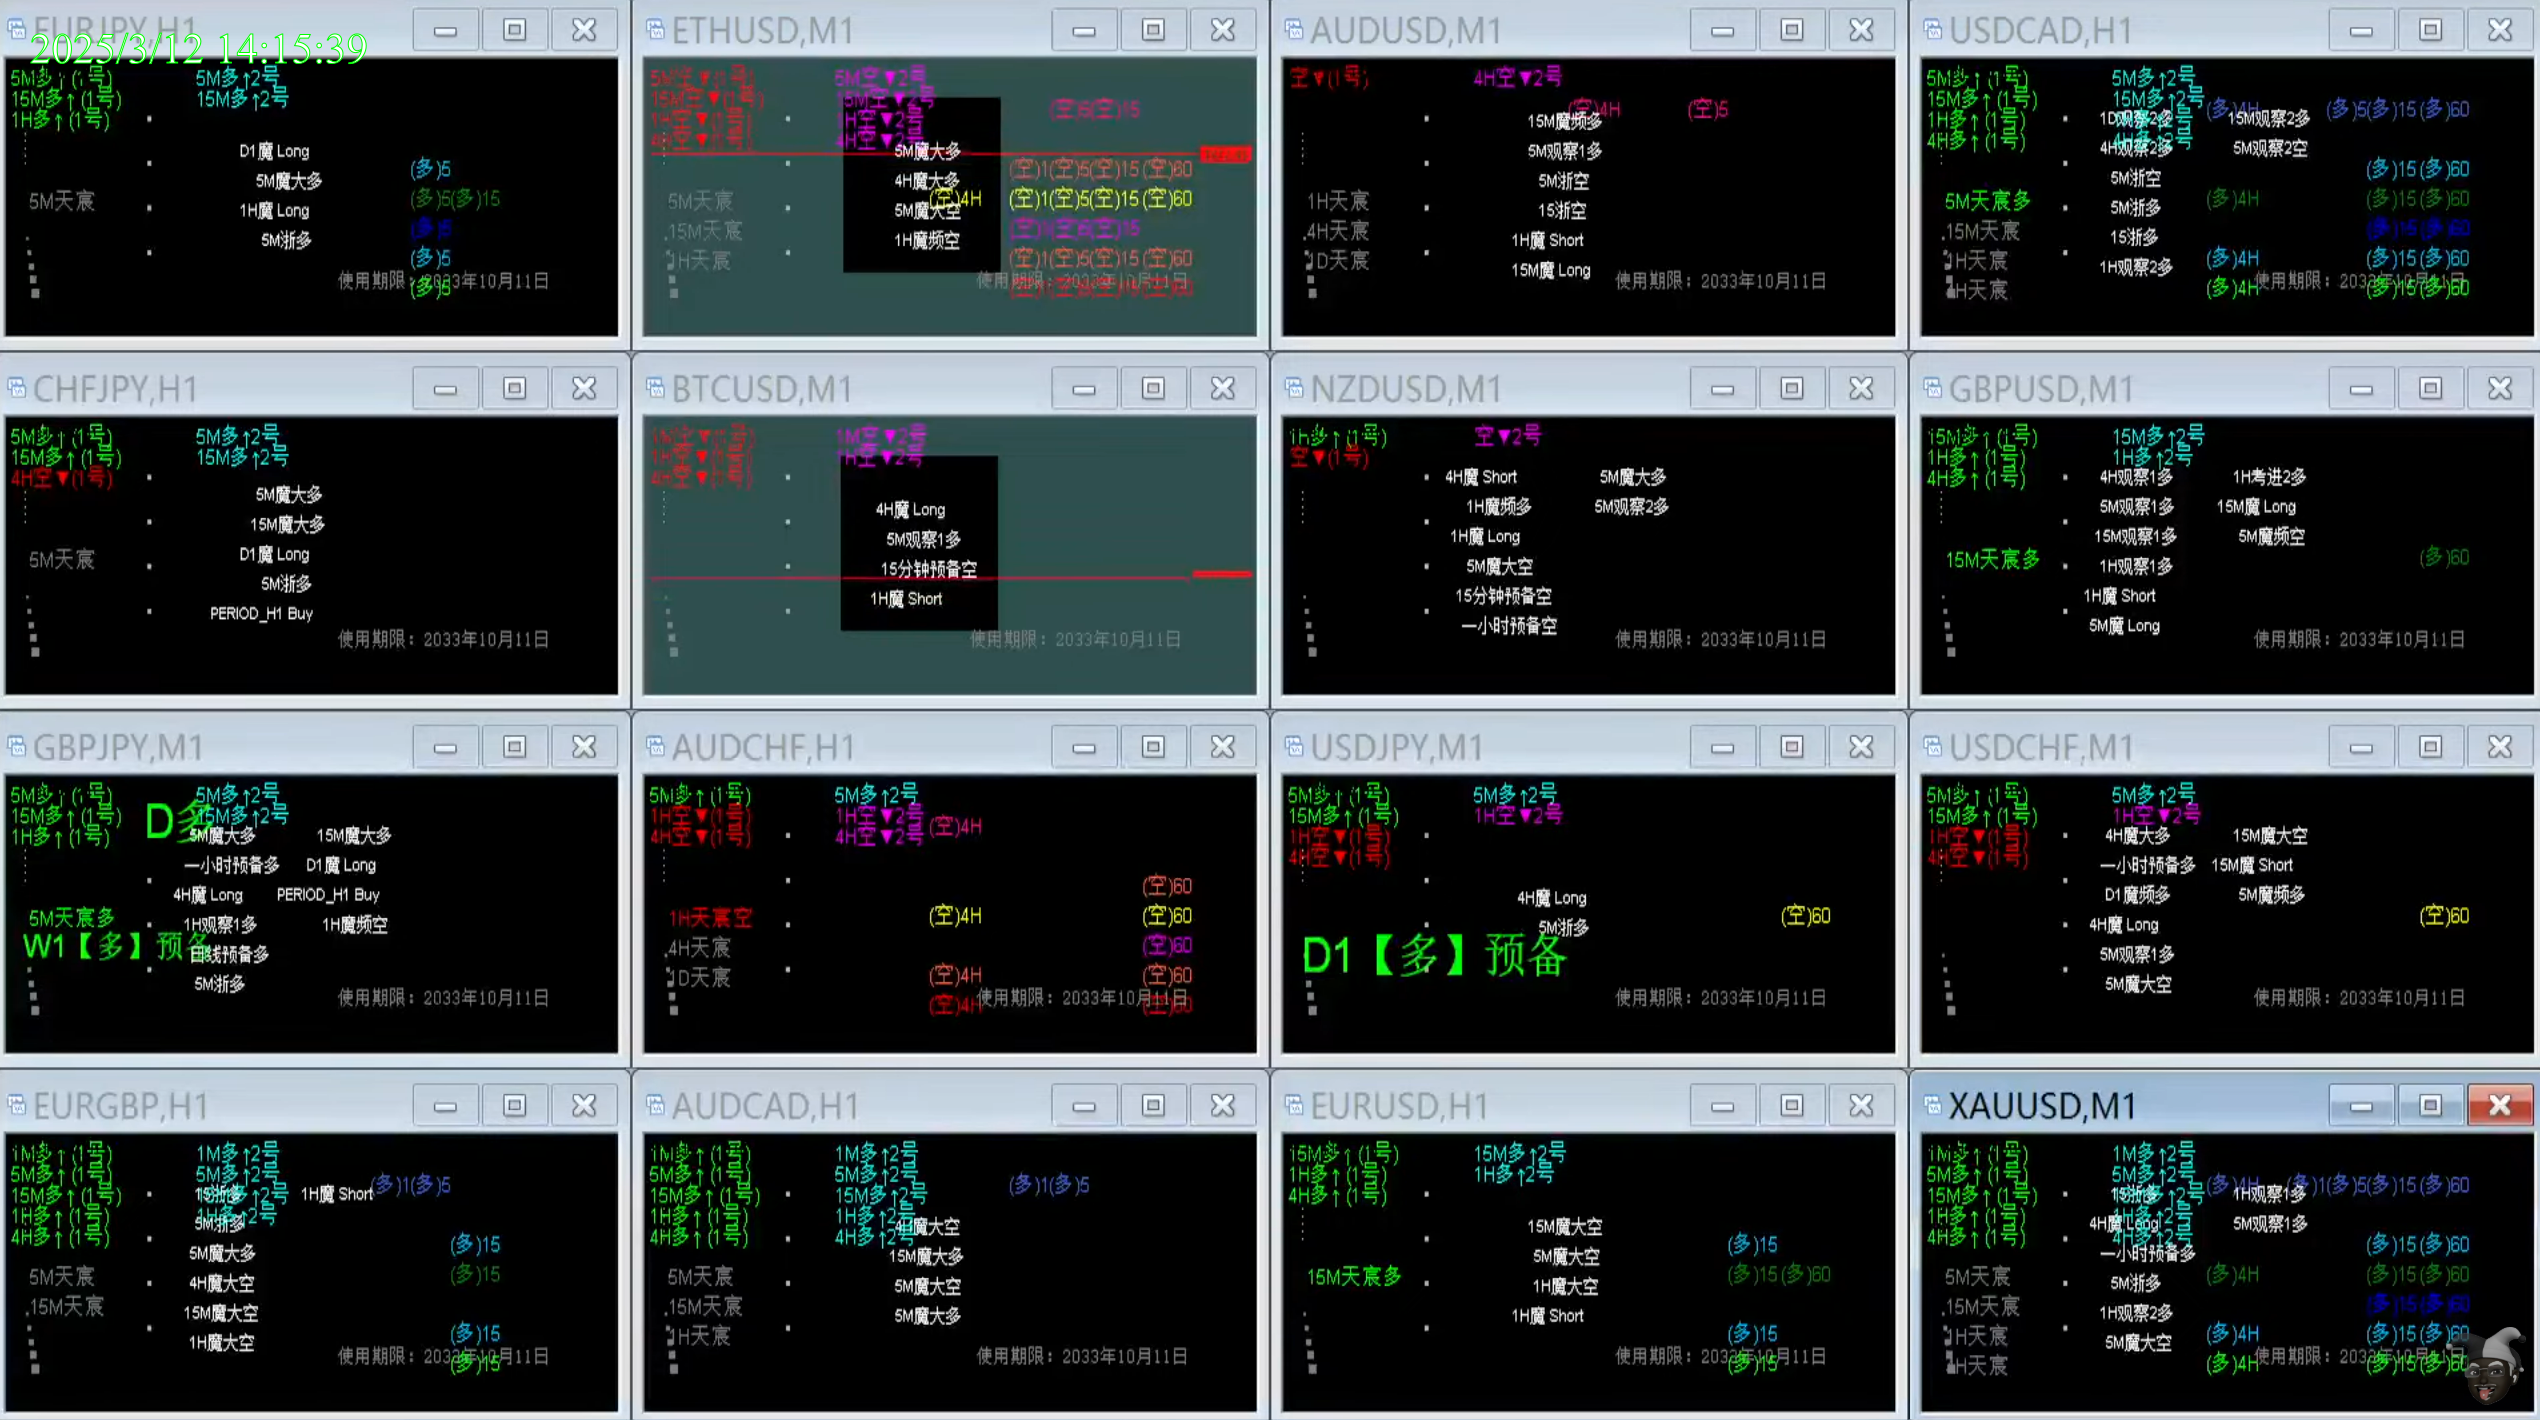 EURJPY,H1
2025/3/12 14:15:39
5M多↑(1号) 5M多↑2号
15M多↑(1号) 15M多↑2号
1H多↑(1号)
D1魔 Long
5M魔大多 (多)5
5M天宸 1H魔 Long (多)5(多)15
5M浙多 (多)5
(多)5
使用期限：2033年10月11日
(多)5
ETHUSD,M1
5M空▼(1号) 5M空▼2号
15M空▼(1号) 15M空▼2号
1H空▼(1号) 1H空▼2号
4H空▼(1号) 4H空▼2号
5M魔大多
4H魔大多 (空)1(空)5(空)15(空)60
5M天宸 (空)4H (空)1(空)5(空)15(空)60
5M魔大空
15M天宸 1H魔频空
1H天宸 (空)1(空)5(空)15(空)60
AUDUSD,M1
空▼(1号) 4H空▼2号
(空)4H (空)5
15M魔频多
5M观察1多
5M浙空
1H天宸 15浙空
4H天宸 1H魔 Short
1D天宸 15M魔 Long
使用期限：2033年10月11日
USDCAD,H1
5M多↑(1号) 5M多↑2号
15M多↑(1号) 15M多↑2号
1H多↑(1号) (多)4H (多)5(多)15(多)60
4H多↑(1号) 15M观察2多
4H观察2多 5M观察2空
5M浙空 (多)15(多)60
5M天宸多 5M浙多 (多)4H (多)15(多)60
15M天宸 15浙多 (多)15(多)60
1H天宸 1H观察2多 (多)4H (多)15(多)60
4H天宸 (多)4H (多)15(多)60
CHFJPY,H1
5M多↑(1号) 5M多↑2号
15M多↑(1号) 15M多↑2号
4H空▼(1号)
5M魔大多
15M魔大多
5M天宸 D1魔 Long
5M浙多
PERIOD_H1 Buy
使用期限：2033年10月11日
BTCUSD,M1
1M空▼(1号) 1M空▼2号
1H空▼(1号) 1H空▼2号
4H空▼(1号)
4H魔 Long
5M观察1多
15分钟预备空
1H魔 Short
使用期限：2033年10月11日
NZDUSD,M1
1H多↑(1号) 空▼2号
空▼(1号)
4H魔 Short 5M魔大多
1H魔频多 5M观察2多
1H魔 Long
5M魔大空
15分钟预备空
一小时预备空
使用期限：2033年10月11日
GBPUSD,M1
15M多↑(1号) 15M多↑2号
1H多↑(1号) 1H多↑2号
4H多↑(1号) 4H观察1多 1H考进2多
5M观察1多 15M魔 Long
15M观察1多 5M魔频空
15M天宸多 1H观察1多 (多)60
1H魔 Short
5M魔 Long
使用期限：2033年10月11日
GBPJPY,M1
5M多↑(1号) 5M多↑2号
15M多↑(1号) D多 15M多↑2号
1H多↑(1号) 5M魔大多 15M魔大多
一小时预备多 D1魔 Long
4H魔 Long PERIOD_H1 Buy
5M天宸多 1H观察1多 1H魔频空
W1【多】预备 日线预备多
5M浙多
使用期限：2033年10月11日
AUDCHF,H1
5M多↑(1号) 5M多↑2号
1H空▼(1号) 1H空▼2号
4H空▼(1号) 4H空▼2号 (空)4H
(空)60
1H天宸空 (空)4H (空)60
4H天宸 (空)60
1D天宸 (空)4H (空)60
使用期限：2033年10月11日
(空)4H (空)60
USDJPY,M1
5M多↑(1号) 5M多↑2号
15M多↑(1号) 1H空▼2号
1H空▼(1号)
4H空▼(1号)
4H魔 Long
(空)60
5M浙多
D1【多】预备
使用期限：2033年10月11日
USDCHF,M1
5M多↑(1号) 5M多↑2号
15M多↑(1号) 1H空▼2号
1H空▼(1号) 4H魔大多 15M魔大空
4H空▼(1号) 一小时预备多 15M魔 Short
D1魔频多 5M魔频多
4H魔 Long (空)60
5M观察1多
5M魔大空
使用期限：2033年10月11日
EURGBP,H1
1M多↑(1号) 1M多↑2号
5M多↑(1号) 5M多↑2号
15M多↑(1号) 15M多↑2号 1H魔 Short (多)1(多)5
1H多↑(1号) 1H多↑2号
4H多↑(1号) 5M浙多
5M魔大多 (多)15
5M天宸 4H魔大空 (多)15
15M天宸 15M魔大空
1H魔大空 (多)15
使用期限：2033年10月11日
(多)15
AUDCAD,H1
1M多↑(1号) 1M多↑2号
5M多↑(1号) 5M多↑2号 (多)1(多)5
15M多↑(1号) 15M多↑2号
1H多↑(1号) 1H多↑2号
4H多↑(1号) 4H多↑2号 4H魔大空
15M魔大多
5M天宸 5M魔大空
15M天宸 5M魔大多
1H天宸
使用期限：2033年10月11日
EURUSD,H1
15M多↑(1号) 15M多↑2号
1H多↑(1号) 1H多↑2号
4H多↑(1号)
15M魔大空 (多)15
5M魔大空
15M天宸多 1H魔大空 (多)15(多)60
1H魔 Short
(多)15
使用期限：2033年10月11日
(多)15
XAUUSD,M1
1M多↑(1号) 1M多↑2号
5M多↑(1号) 5M多↑2号
15M多↑(1号) 15M多↑2号 (多)4H (多)1(多)5(多)15(多)60
1H多↑(1号) 1H多↑2号 1H观察1多
4H多↑(1号) 4H多↑2号 4H魔 Long 5M观察1多
一小时预备多 (多)15(多)60
5M天宸 5M浙多 (多)4H (多)15(多)60
15M天宸 1H观察2多 (多)15(多)60
1H天宸 5M魔大空 (多)4H (多)15(多)60
4H天宸 (多)4H (多)15(多)60